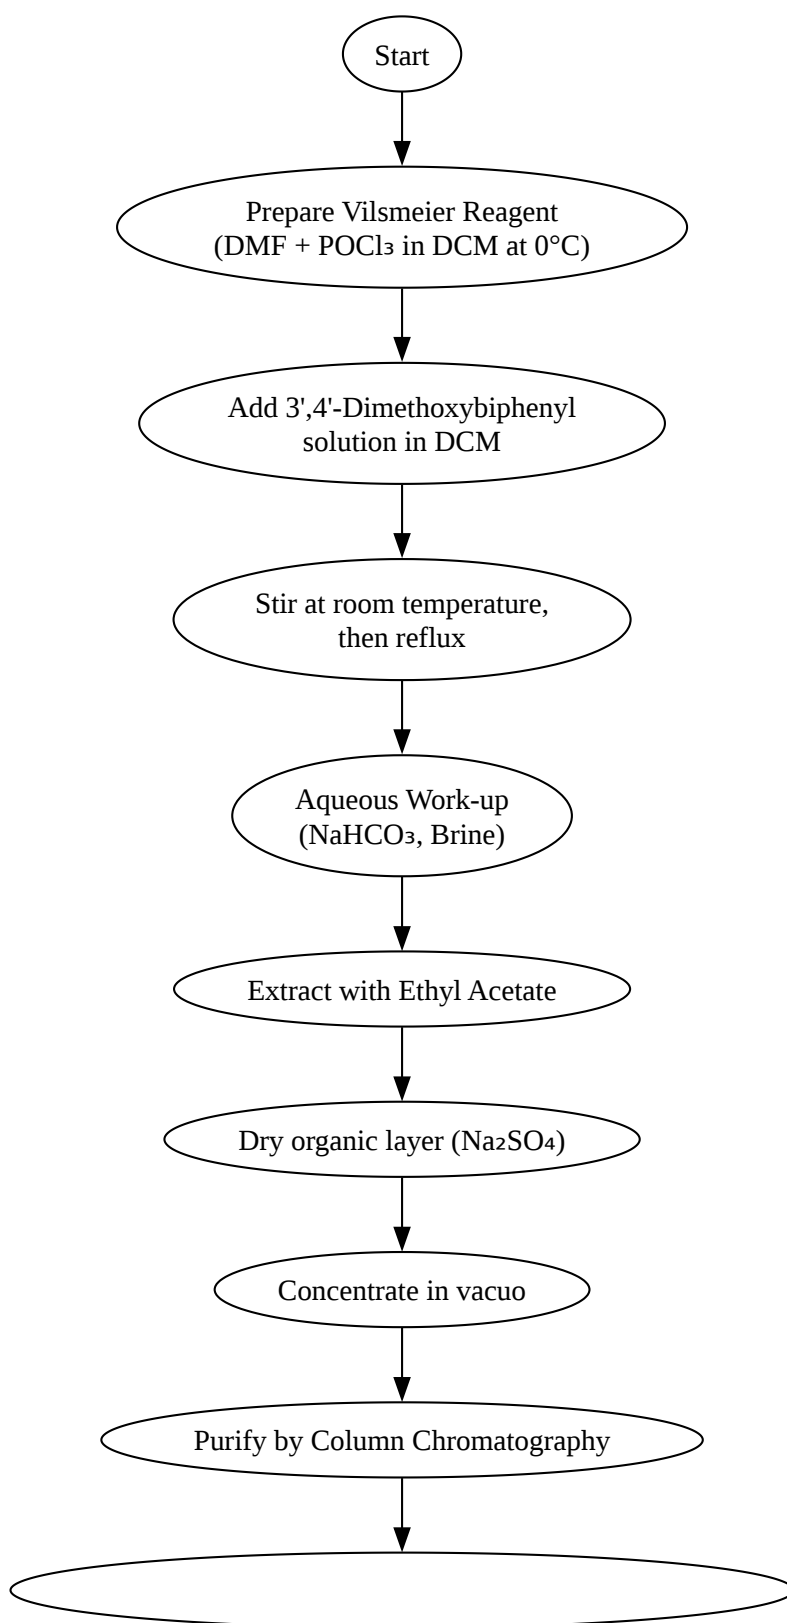 Start
Prepare Vilsmeier Reagent
(DMF + POCl₃ in DCM at 0°C)
Add 3',4'-Dimethoxybiphenyl
solution in DCM
Stir at room temperature,
then reflux
Aqueous Work-up
(NaHCO₃, Brine)
Extract with Ethyl Acetate
Dry organic layer (Na₂SO₄)
Concentrate in vacuo
Purify by Column Chromatography